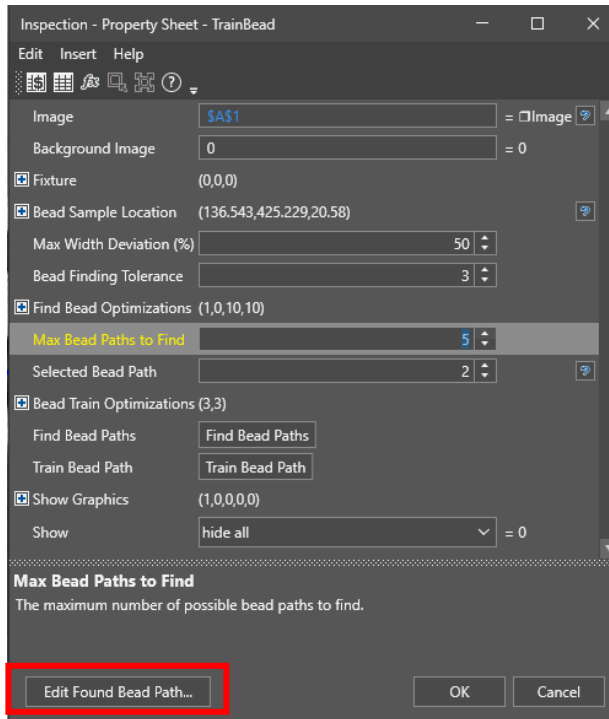 Inspection - Property Sheet - TrainBead
Edit Insert Help
Image $A$1 = Image
Background Image 0 = 0
Fixture (0,0,0)
Bead Sample Location (136.543,425.229,20.58)
Max Width Deviation (%) 50
Bead Finding Tolerance 3
Find Bead Optimizations (1,0,10,10)
Max Bead Paths to Find 5
Selected Bead Path 2
Bead Train Optimizations (3,3)
Find Bead Paths Find Bead Paths
Train Bead Path Train Bead Path
Show Graphics (1,0,0,0,0)
Show hide all = 0
Max Bead Paths to Find
The maximum number of possible bead paths to find.
Edit Found Bead Path... OK Cancel